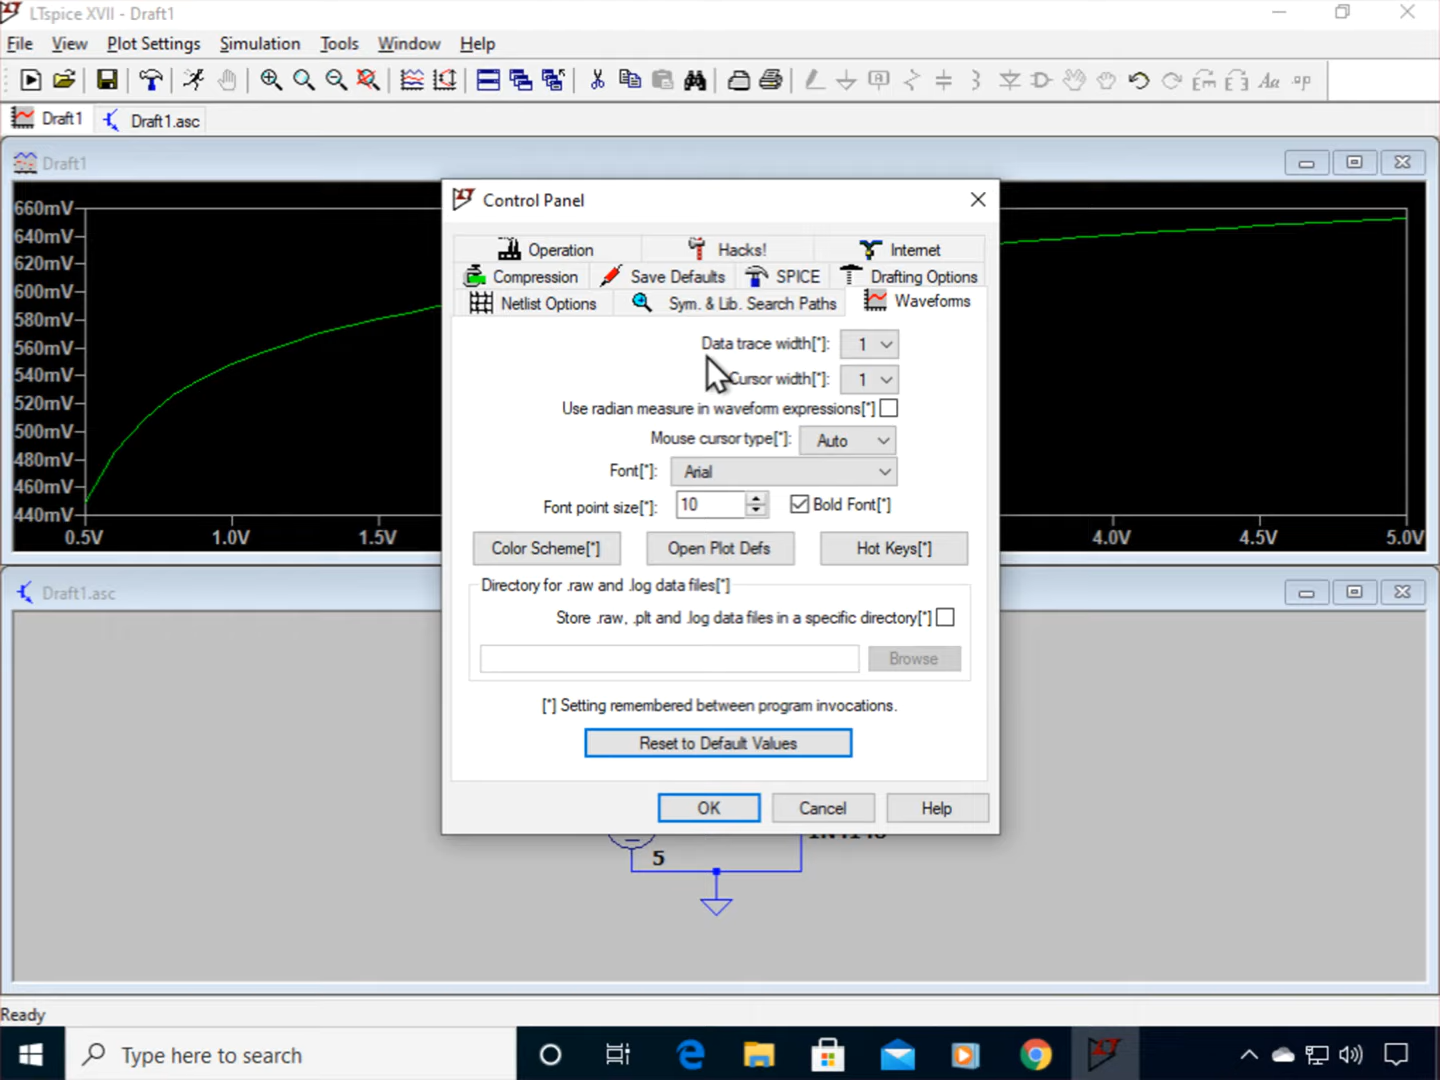 LTspice XVII - Draft1
File View Plot Settings Simulation Tools Window Help
Draft1 Draft1.asc
Draft1
660mV
640mV
620mV
600mV
580mV
560mV
540mV
520mV
500mV
480mV
460mV
440mV
0.5V 1.0V 1.5V 4.0V 4.5V 5.0V
Control Panel
Operation Hacks! Internet
Compression Save Defaults SPICE Drafting Options
Netlist Options Sym. & Lib. Search Paths Waveforms
Data trace width[*]: 1
Cursor width[*]: 1
Use radian measure in waveform expressions[*]
Mouse cursor type[*]: Auto
Font[*]: Arial
Font point size[*]: 10 Bold Font[*]
Color Scheme[*] Open Plot Defs Hot Keys[*]
Directory for .raw and .log data files[*]
Store .raw, .plt and .log data files in a specific directory[*]
Browse
[*] Setting remembered between program invocations.
Reset to Default Values
OK Cancel Help
Draft1.asc
5
Ready
Type here to search